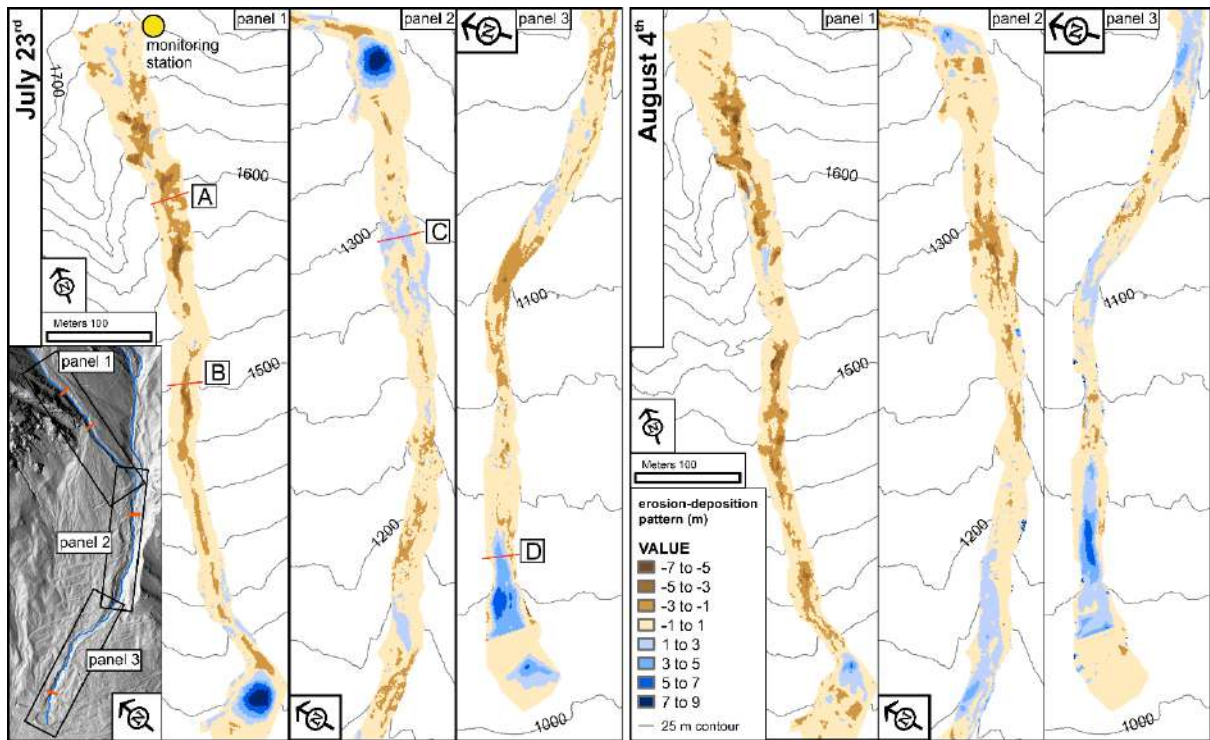 July 23rd
monitoring
station
panel 1
1700
1600
A
N
Meters 100
B
1500
panel 1
panel 2
panel 3
N
panel 2
C
1300
1200
N
panel 3
N
1100
D
1000
August 4th
panel 1
1600
N
Meters 100
1500
erosion-deposition
pattern (m)
VALUE
-7 to -5
-5 to -3
-3 to -1
-1 to 1
1 to 3
3 to 5
5 to 7
7 to 9
25 m contour
panel 2
1300
1200
N
panel 3
N
1100
1000